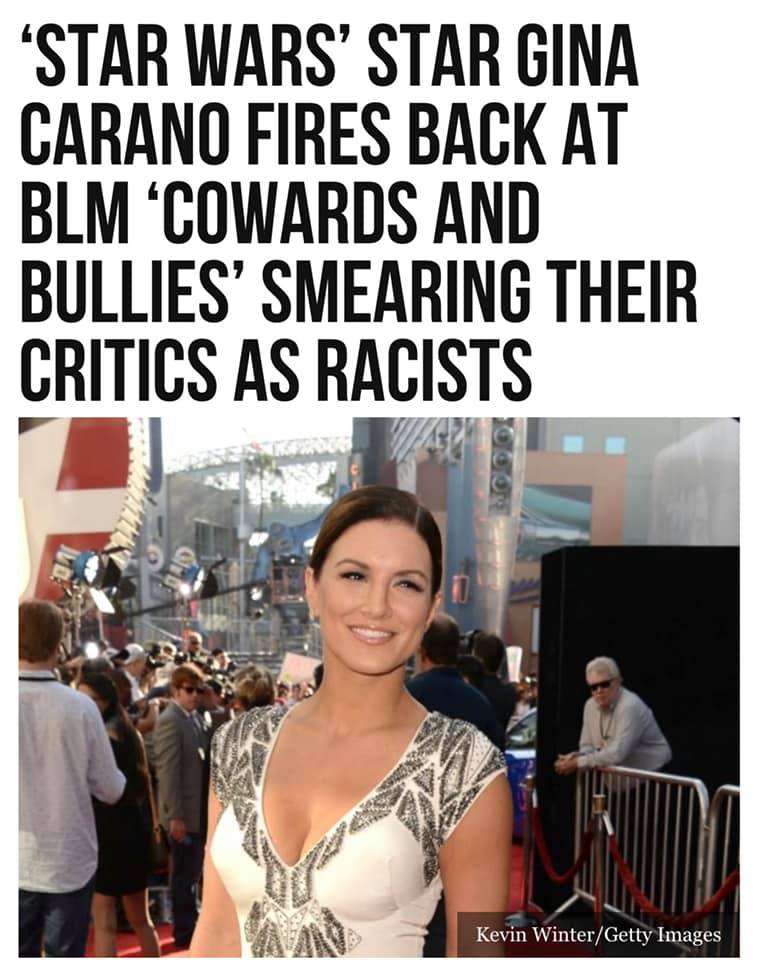 ‘STAR WARS’ STAR GINA
CARANO FIRES BACK AT
BLM ‘COWARDS AND
BULLIES’ SMEARING THEIR
CRITICS AS RACISTS
Kevin Winter/Getty Images